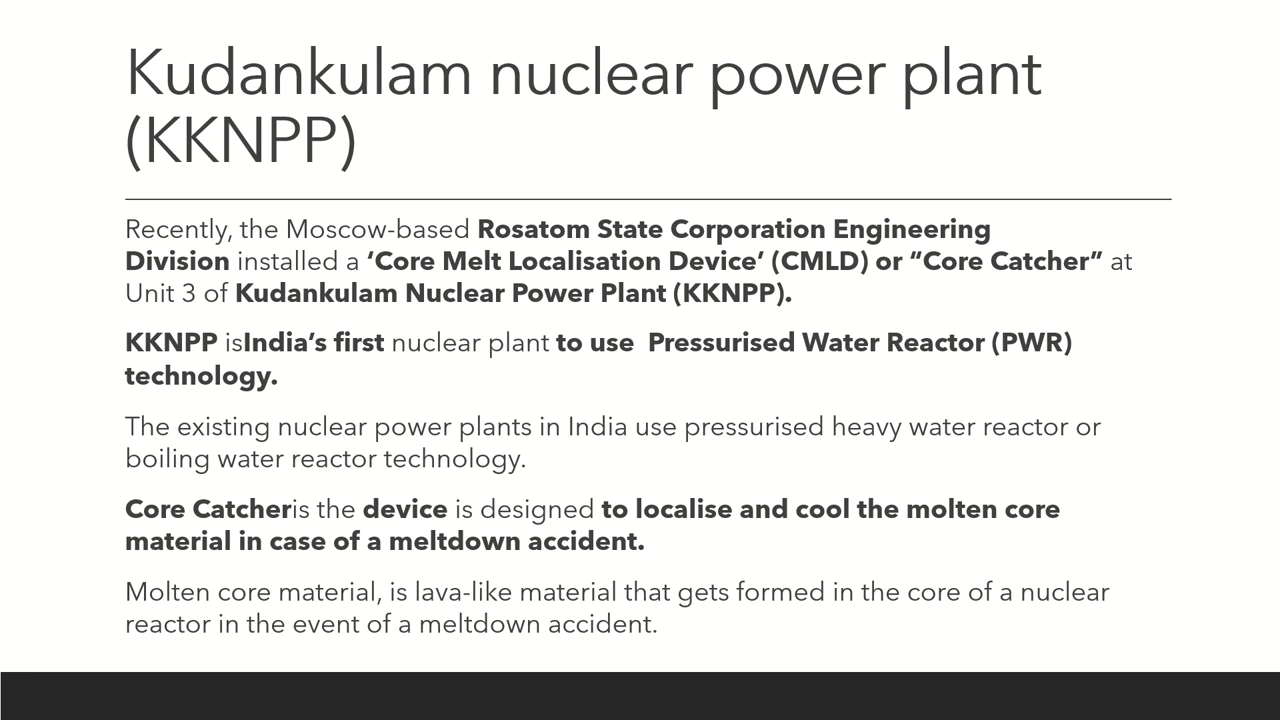 Kudankulam nuclear power plant
(KKNPP)
Recently, the Moscow-based Rosatom State Corporation Engineering
Division installed a ‘Core Melt Localisation Device’ (CMLD) or “Core Catcher” at
Unit 3 of Kudankulam Nuclear Power Plant (KKNPP).
KKNPP isIndia’s first nuclear plant to use  Pressurised Water Reactor (PWR)
technology.
The existing nuclear power plants in India use pressurised heavy water reactor or
boiling water reactor technology.
Core Catcheris the device is designed to localise and cool the molten core
material in case of a meltdown accident.
Molten core material, is lava-like material that gets formed in the core of a nuclear
reactor in the event of a meltdown accident.